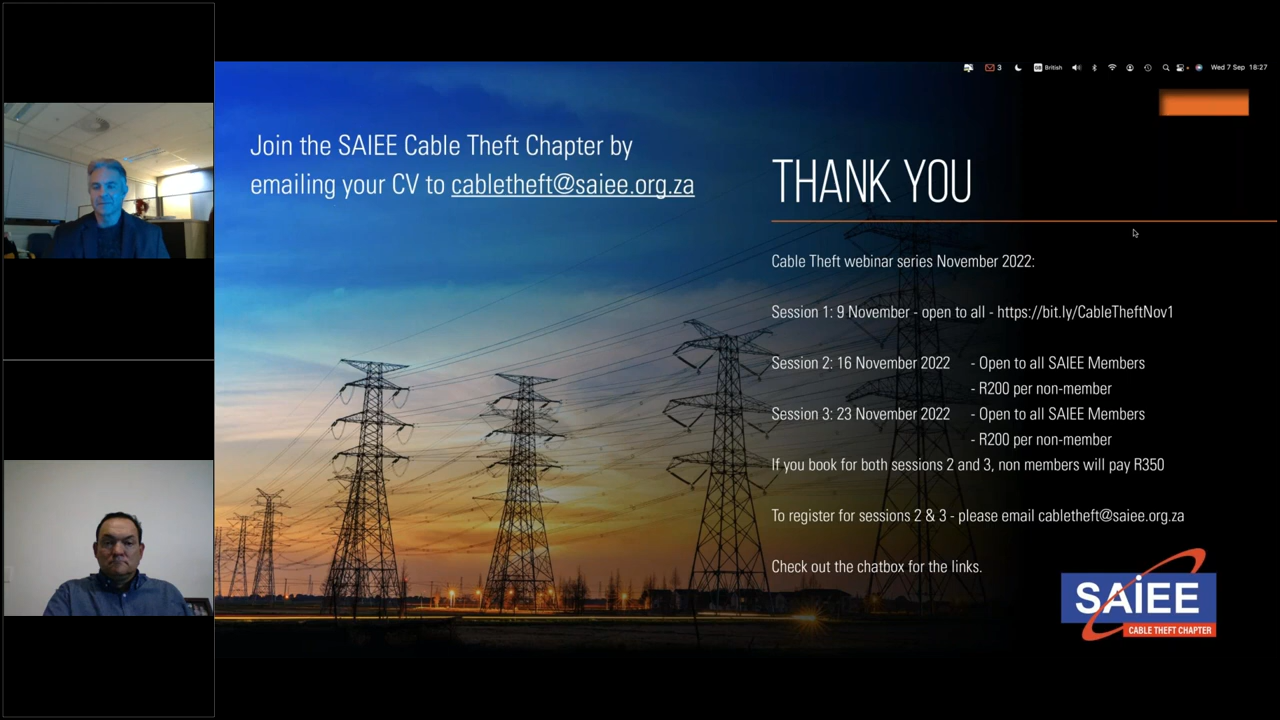 3 British Wed 7 Sep 18:27
Join the SAIEE Cable Theft Chapter by
emailing your CV to cabletheft@saiee.org.za
THANK YOU
Cable Theft webinar series November 2022:
Session 1: 9 November - open to all - https://bit.ly/CableTheftNov1
Session 2: 16 November 2022 - Open to all SAIEE Members
- R200 per non-member
Session 3: 23 November 2022 - Open to all SAIEE Members
- R200 per non-member
If you book for both sessions 2 and 3, non members will pay R350
To register for sessions 2 & 3 - please email cabletheft@saiee.org.za
Check out the chatbox for the links.
SAiEE
CABLE THEFT CHAPTER